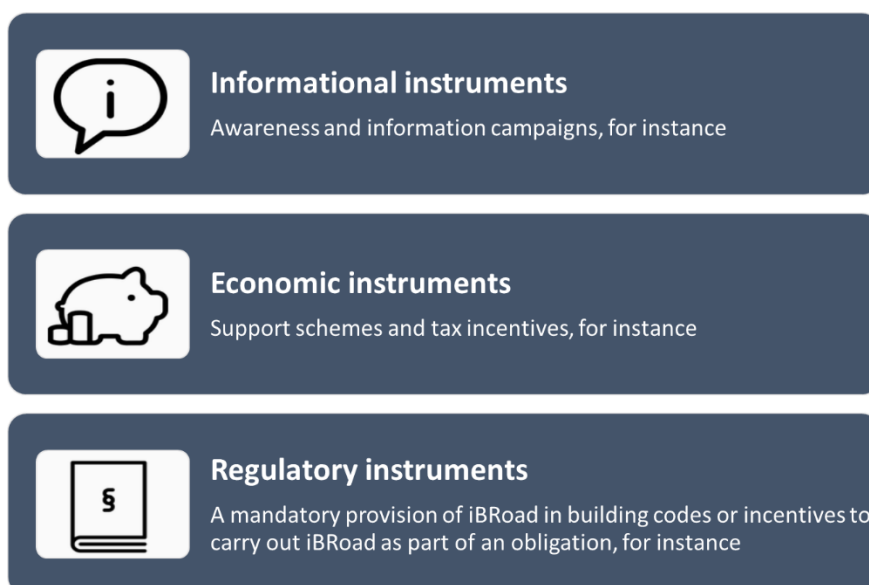 i
Informational instruments
Awareness and information campaigns, for instance
Economic instruments
Support schemes and tax incentives, for instance
§
Regulatory instruments
A mandatory provision of iBRoad in building codes or incentives to
carry out iBRoad as part of an obligation, for instance